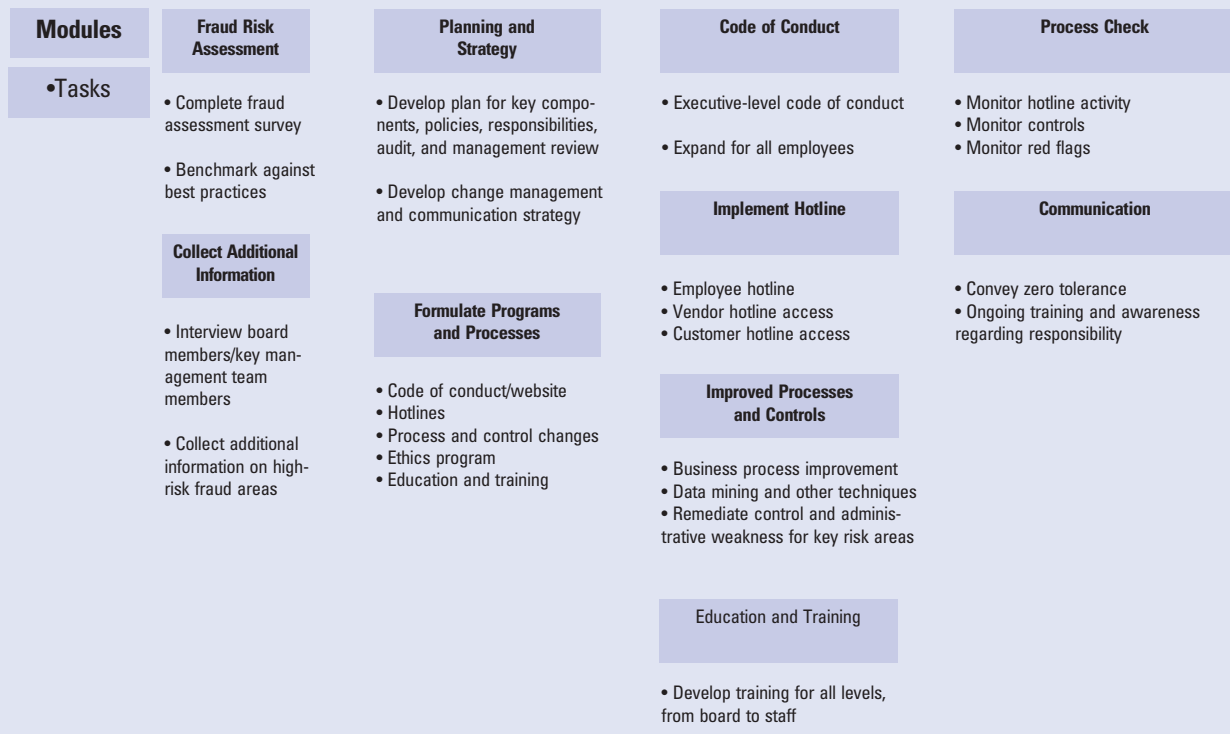 Modules
•Tasks
Fraud Risk
Assessment
• Complete fraud
assessment survey
• Benchmark against
best practices
Collect Additional
Information
• Interview board
members/key man-
agement team
members
• Collect additional
information on high-
risk fraud areas
Planning and
Strategy
• Develop plan for key compo-
nents, policies, responsibilities,
audit, and management review
• Develop change management
and communication strategy
Formulate Programs
and Processes
• Code of conduct/website
• Hotlines
• Process and control changes
• Ethics program
• Education and training
Code of Conduct
• Executive-level code of conduct
• Expand for all employees
Implement Hotline
• Employee hotline
• Vendor hotline access
• Customer hotline access
Improved Processes
and Controls
• Business process improvement
• Data mining and other techniques
• Remediate control and adminis-
trative weakness for key risk areas
Education and Training
• Develop training for all levels,
from board to staff
Process Check
• Monitor hotline activity
• Monitor controls
• Monitor red flags
Communication
• Convey zero tolerance
• Ongoing training and awareness
regarding responsibility